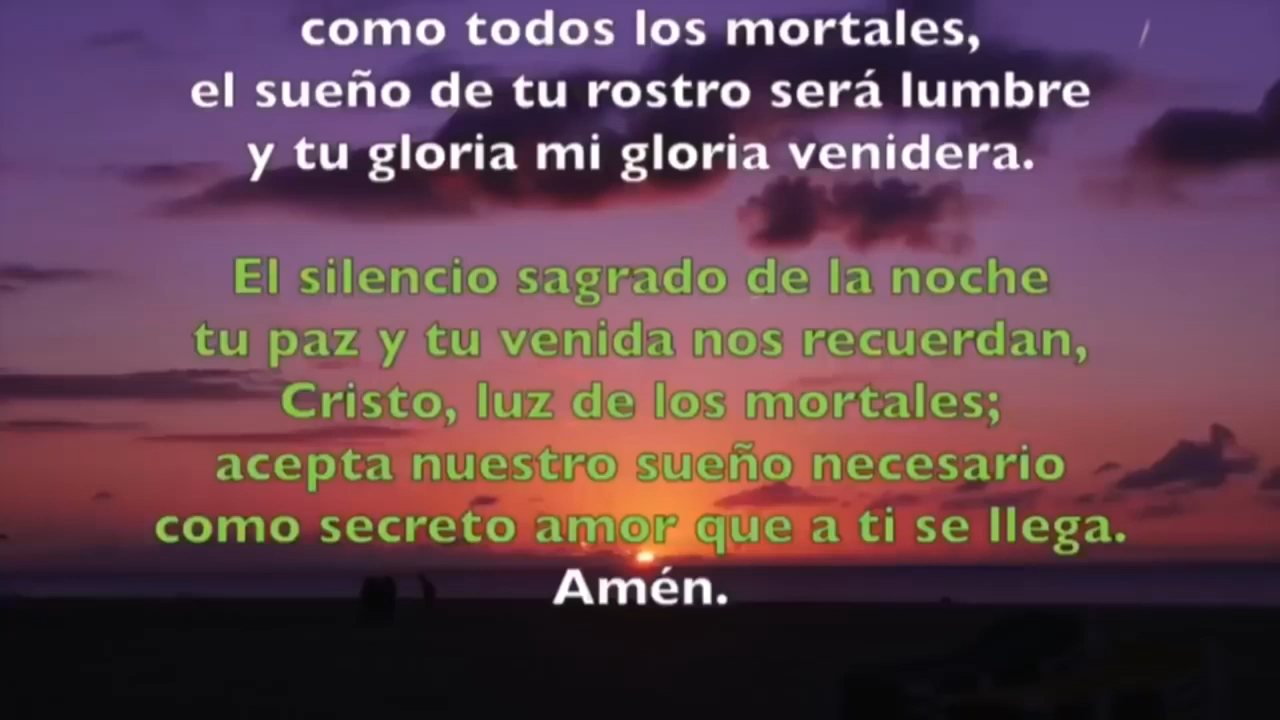 como todos los mortales,
el sueño de tu rostro será lumbre
y tu gloria mi gloria venidera.
El silencio sagrado de la noche
tu paz y tu venida nos recuerdan,
Cristo, luz de los mortales;
acepta nuestro sueño necesario
como secreto amor que a ti se llega.
Amén.